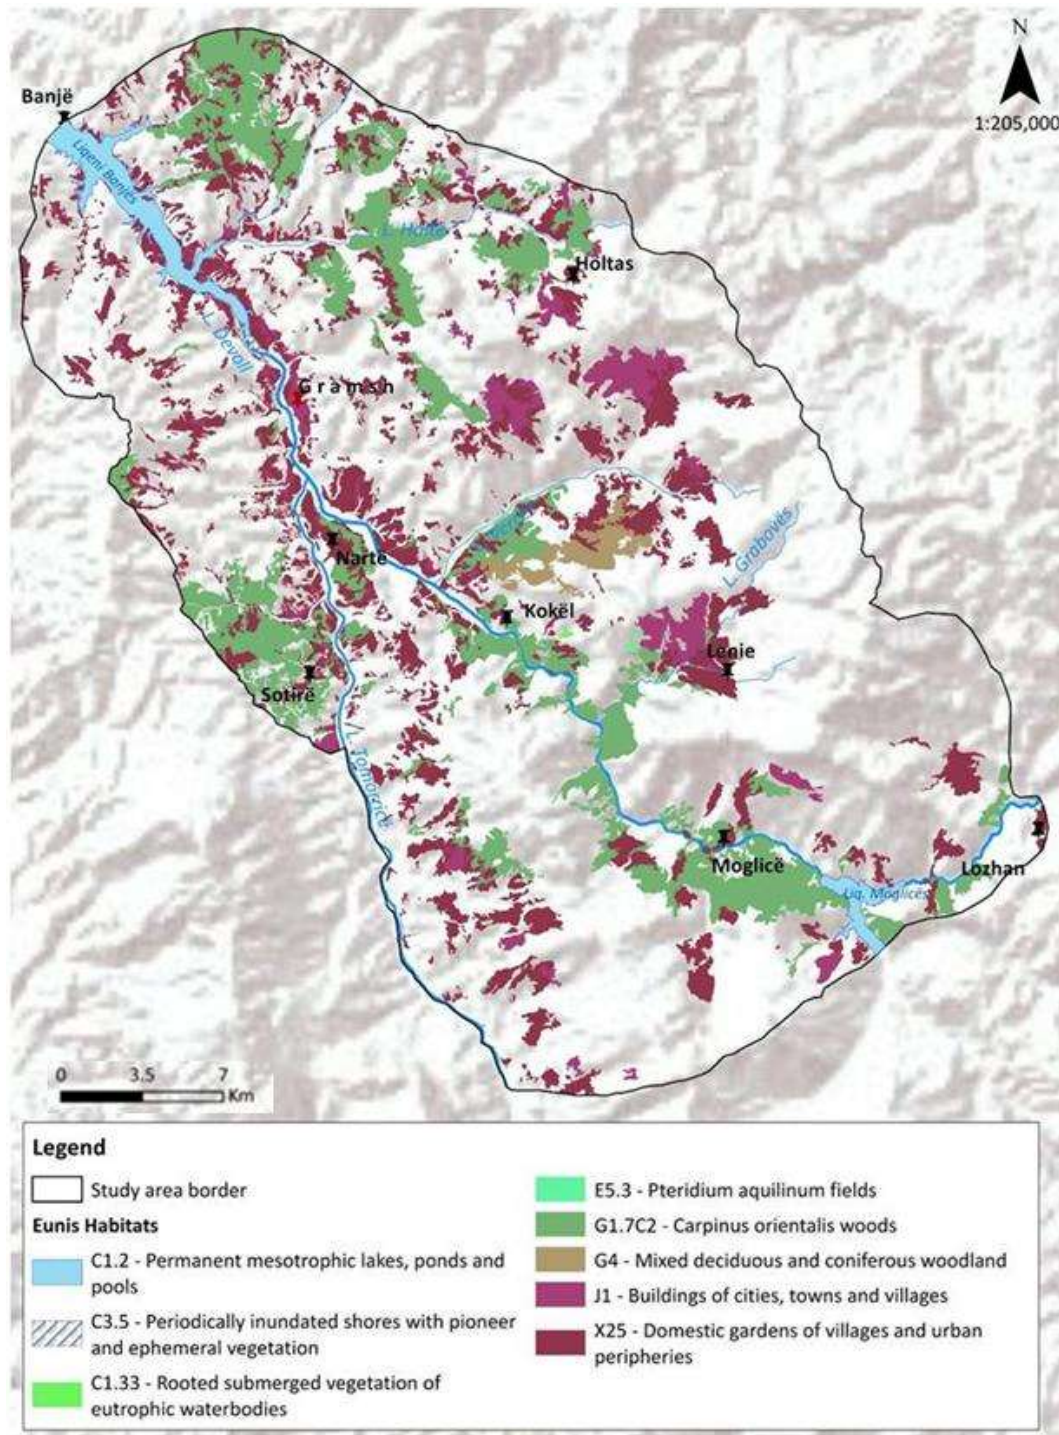 N
1:205,000
Banjë
Liqeni Banjës
L. Holta
Holtas
L. Devoll
Gramsh
L. Grabovës
Nartë
Kokël
Lenie
Sotirë
L. Tomorricë
Moglicë
Lozhan
Liq. Moglicës
0 3.5 7
Km
Legend
Study area border
Eunis Habitats
C1.2 - Permanent mesotrophic lakes, ponds and
pools
C3.5 - Periodically inundated shores with pioneer
and ephemeral vegetation
C1.33 - Rooted submerged vegetation of
eutrophic waterbodies
E5.3 - Pteridium aquilinum fields
G1.7C2 - Carpinus orientalis woods
G4 - Mixed deciduous and coniferous woodland
J1 - Buildings of cities, towns and villages
X25 - Domestic gardens of villages and urban
peripheries